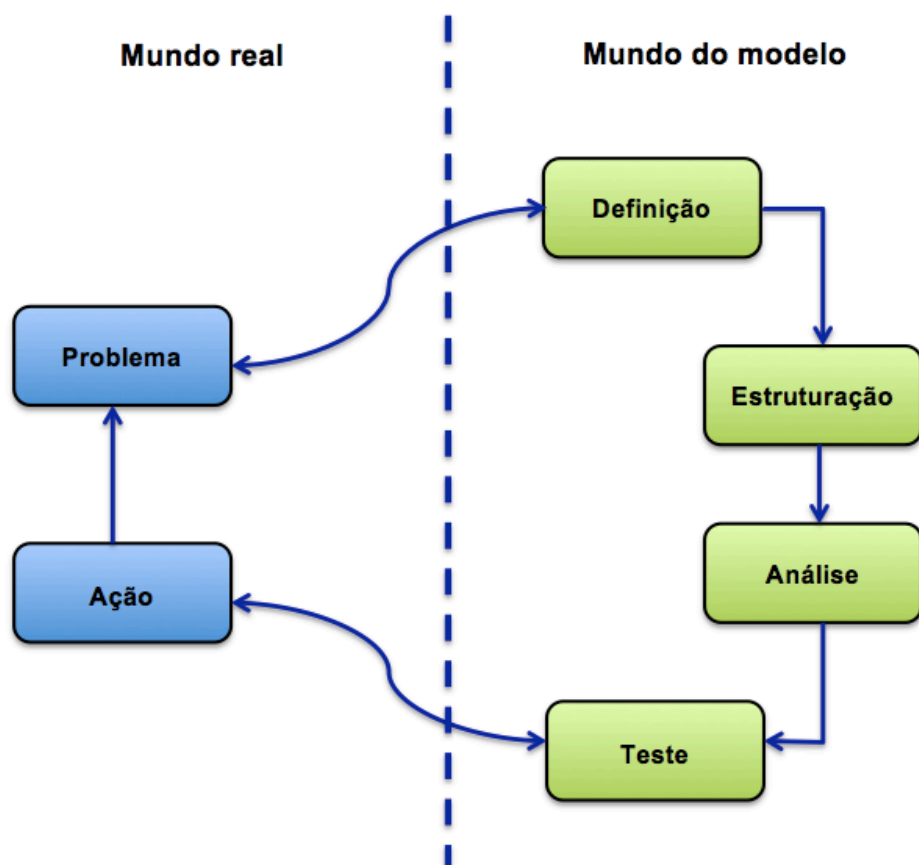 Mundo real
Mundo do modelo
Definição
Problema
Estruturação
Análise
Ação
Teste